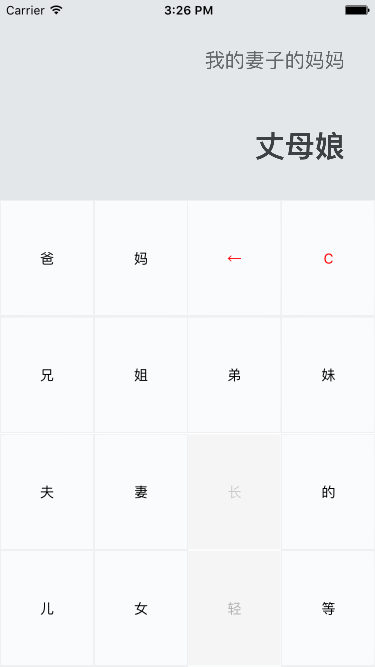 Carrier 3:26 PM
我的妻子的妈妈
丈母娘
爸 妈 ← C
兄 姐 弟 妹
夫 妻 长 的
儿 女 轻 等